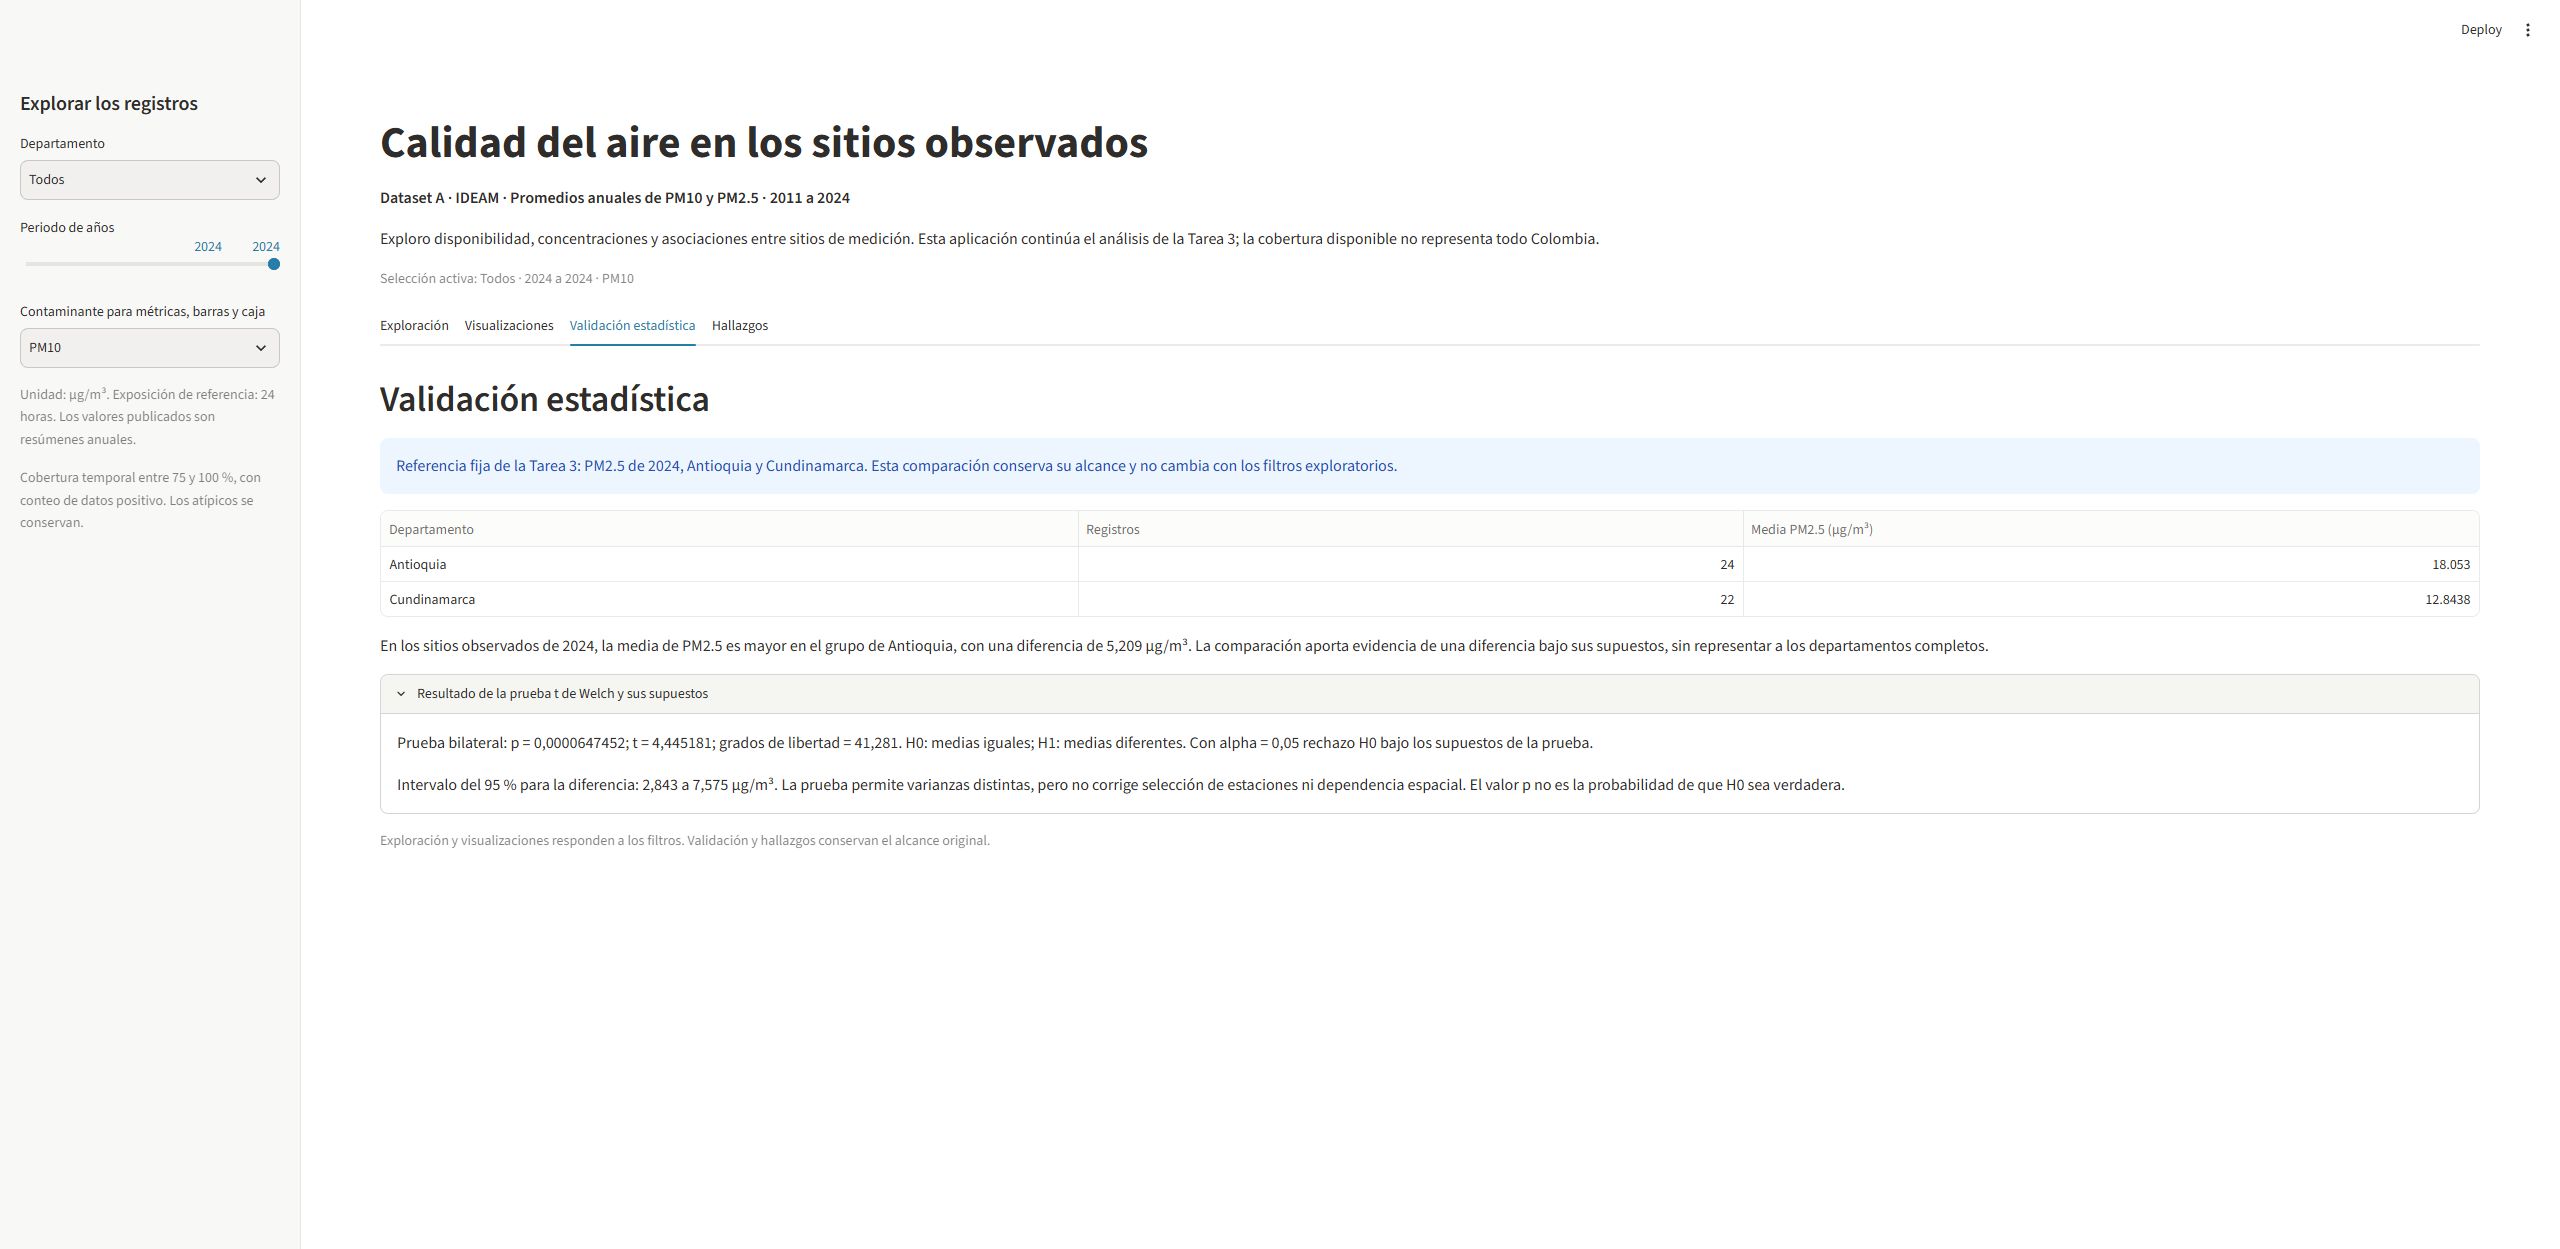 Deploy
Explorar los registros
Departamento
Todos
Periodo de años
2024 2024
Contaminante para métricas, barras y caja
PM10
Unidad: µg/m³. Exposición de referencia: 24
horas. Los valores publicados son
resúmenes anuales.
Cobertura temporal entre 75 y 100 %, con
conteo de datos positivo. Los atípicos se
conservan.
Calidad del aire en los sitios observados
Dataset A · IDEAM · Promedios anuales de PM10 y PM2.5 · 2011 a 2024
Exploro disponibilidad, concentraciones y asociaciones entre sitios de medición. Esta aplicación continúa el análisis de la Tarea 3; la cobertura disponible no representa todo Colombia.
Selección activa: Todos · 2024 a 2024 · PM10
Exploración Visualizaciones Validación estadística Hallazgos
Validación estadística
Referencia fija de la Tarea 3: PM2.5 de 2024, Antioquia y Cundinamarca. Esta comparación conserva su alcance y no cambia con los filtros exploratorios.
Departamento Registros Media PM2.5 (µg/m³)
Antioquia 24 18.053
Cundinamarca 22 12.8438
En los sitios observados de 2024, la media de PM2.5 es mayor en el grupo de Antioquia, con una diferencia de 5,209 µg/m³. La comparación aporta evidencia de una diferencia bajo sus supuestos, sin representar a los departamentos completos.
Resultado de la prueba t de Welch y sus supuestos
Prueba bilateral: p = 0,0000647452; t = 4,445181; grados de libertad = 41,281. H0: medias iguales; H1: medias diferentes. Con alpha = 0,05 rechazo H0 bajo los supuestos de la prueba.
Intervalo del 95 % para la diferencia: 2,843 a 7,575 µg/m³. La prueba permite varianzas distintas, pero no corrige selección de estaciones ni dependencia espacial. El valor p no es la probabilidad de que H0 sea verdadera.
Exploración y visualizaciones responden a los filtros. Validación y hallazgos conservan el alcance original.